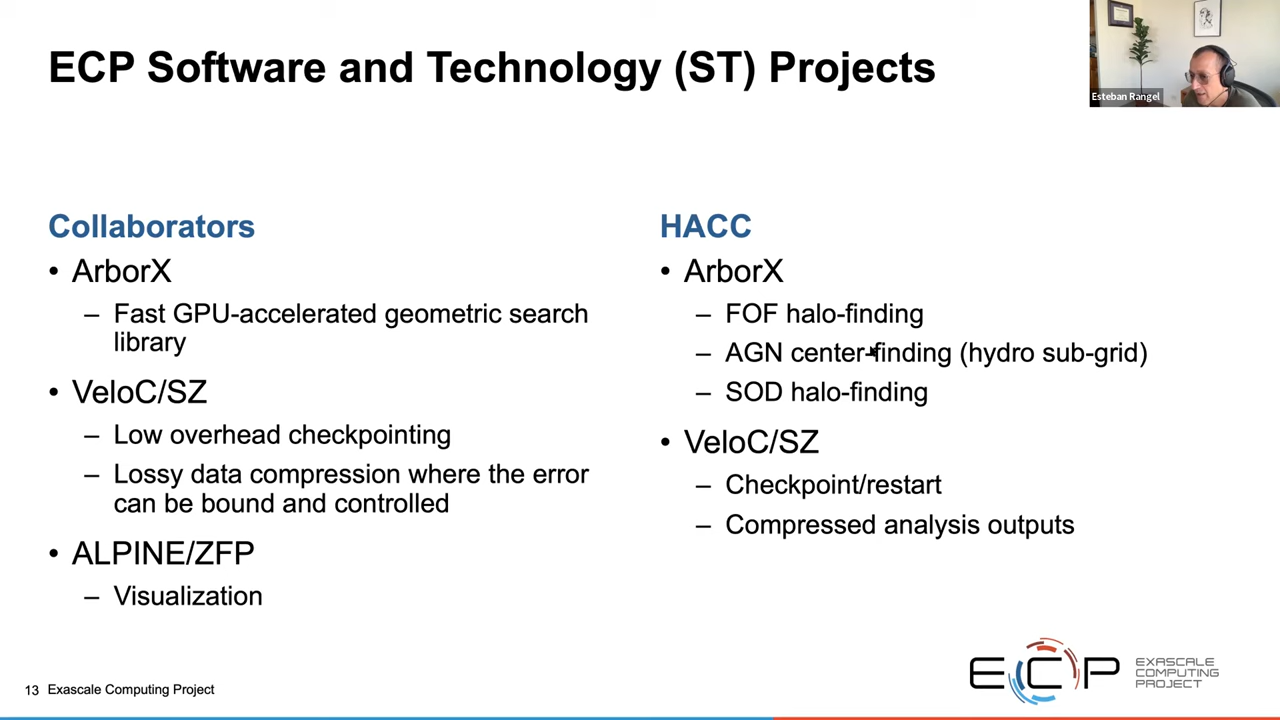 ECP Software and Technology (ST) Projects
Esteban Rangel
Collaborators
• ArborX
– Fast GPU-accelerated geometric search
library
• VeloC/SZ
– Low overhead checkpointing
– Lossy data compression where the error
can be bound and controlled
• ALPINE/ZFP
– Visualization
HACC
• ArborX
– FOF halo-finding
– AGN center-finding (hydro sub-grid)
– SOD halo-finding
• VeloC/SZ
– Checkpoint/restart
– Compressed analysis outputs
13 Exascale Computing Project
ECP
EXASCALE
COMPUTING
PROJECT